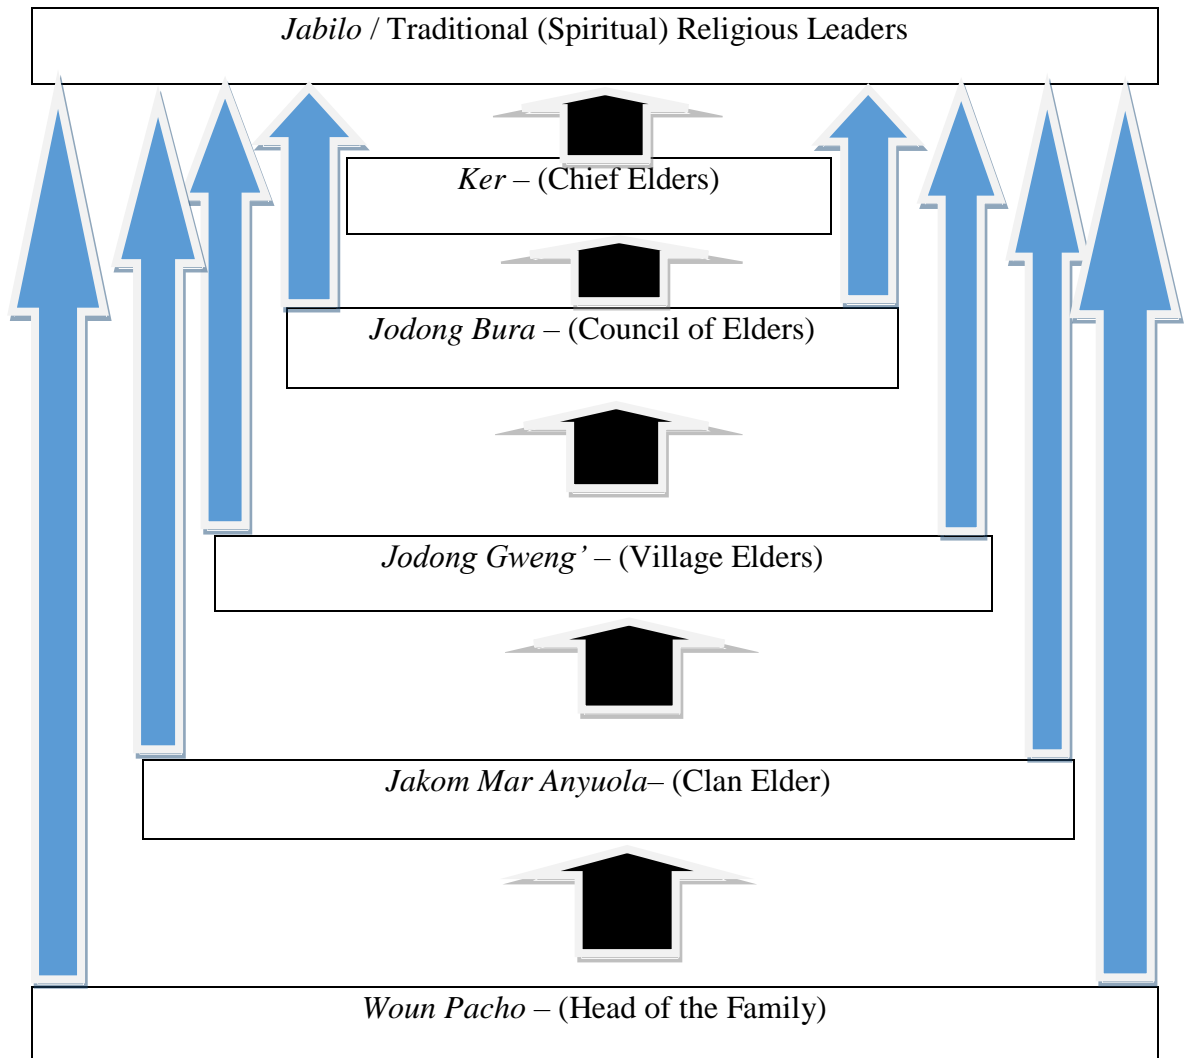 Jabilo / Traditional (Spiritual) Religious Leaders
Ker – (Chief Elders)
Jodong Bura – (Council of Elders)
Jodong Gweng’ – (Village Elders)
Jakom Mar Anyuola– (Clan Elder)
Woun Pacho – (Head of the Family)